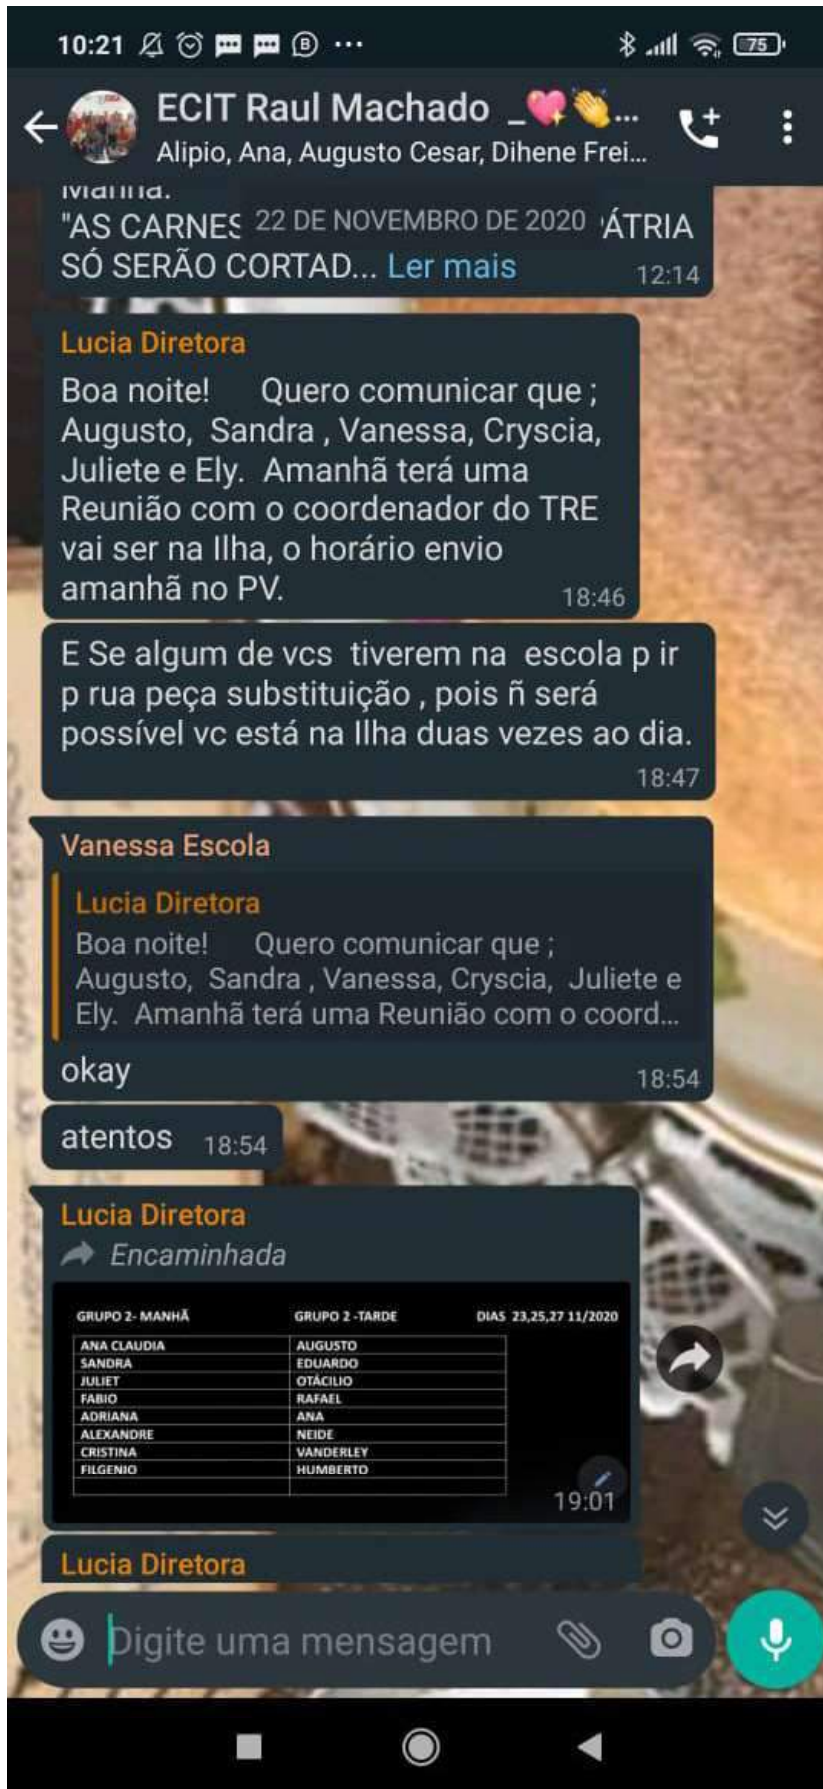 10:21
75
ECIT Raul Machado _💖👏...
Alipio, Ana, Augusto Cesar, Dihene Frei...
Manhã.
"AS CARNES
22 DE NOVEMBRO DE 2020
PÁTRIA
SÓ SERÃO CORTAD... Ler mais
12:14
Lucia Diretora
Boa noite! Quero comunicar que ;
Augusto, Sandra , Vanessa, Cryscia,
Juliete e Ely. Amanhã terá uma
Reunião com o coordenador do TRE
vai ser na Ilha, o horário envio
amanhã no PV.
18:46
E Se algum de vcs tiverem na escola p ir
p rua peça substituição , pois ñ será
possível vc está na Ilha duas vezes ao dia.
18:47
Vanessa Escola
Lucia Diretora
Boa noite! Quero comunicar que ;
Augusto, Sandra , Vanessa, Cryscia, Juliete e
Ely. Amanhã terá uma Reunião com o coord...
okay
18:54
atentos 18:54
Lucia Diretora
Encaminhada
GRUPO 2- MANHÃ GRUPO 2 -TARDE DIAS 23,25,27 11/2020
ANA CLAUDIA AUGUSTO
SANDRA EDUARDO
JULIET OTÁCILIO
FABIO RAFAEL
ADRIANA ANA
ALEXANDRE NEIDE
CRISTINA VANDERLEY
FILGENIO HUMBERTO
19:01
Lucia Diretora
Digite uma mensagem